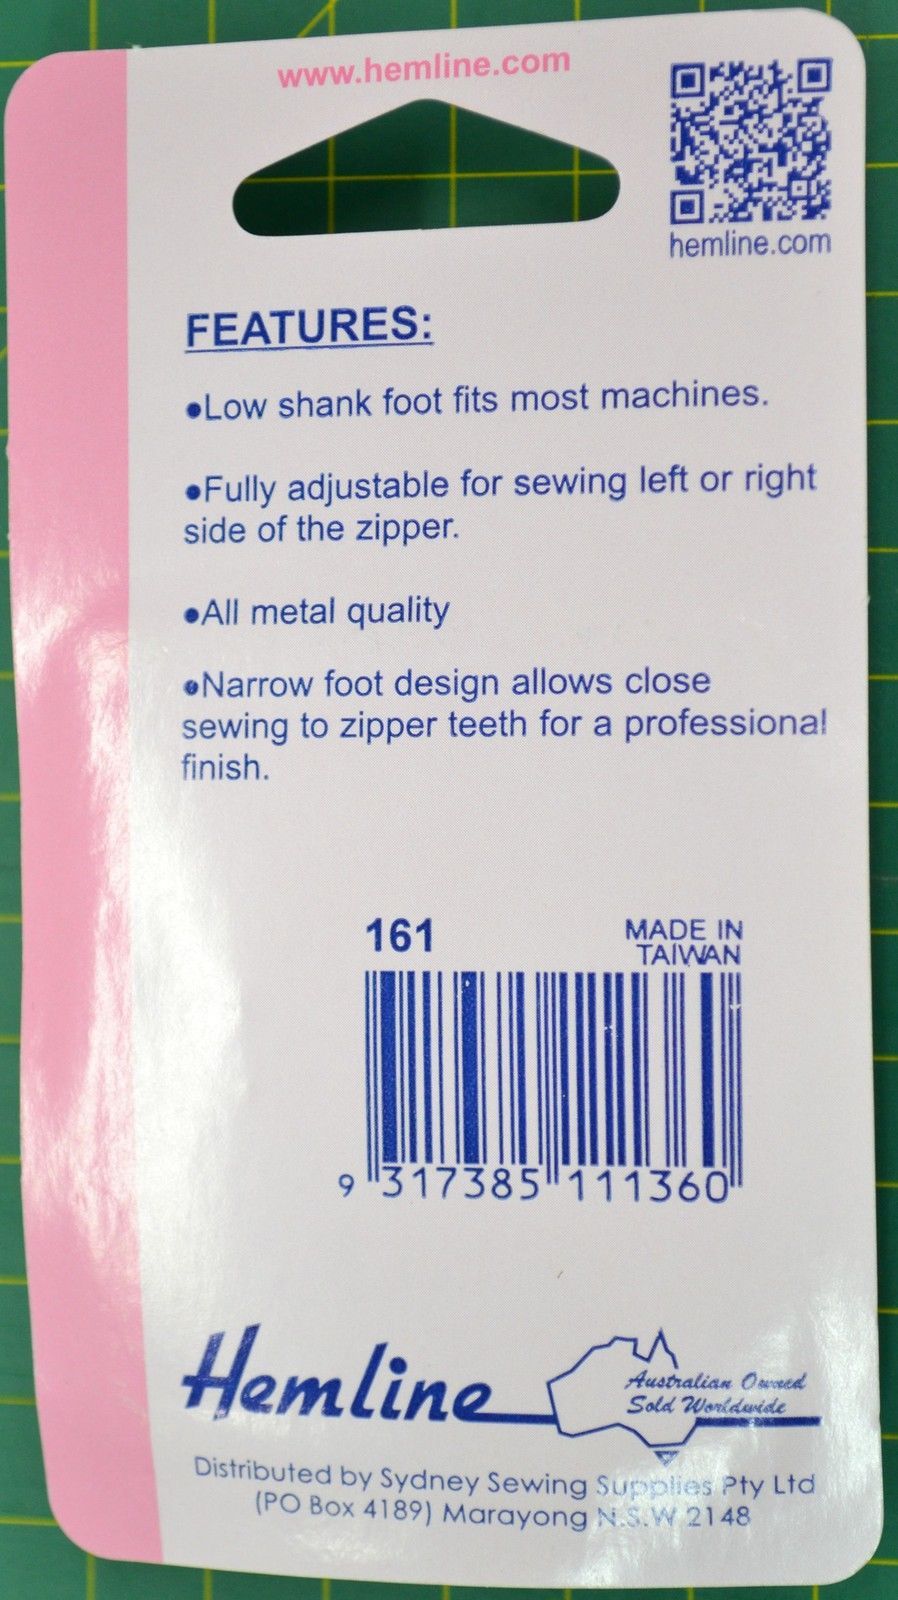 www.hemline.com
hemline.com
FEATURES:
•Low shank foot fits most machines.
•Fully adjustable for sewing left or right
side of the zipper.
•All metal quality
•Narrow foot design allows close
sewing to zipper teeth for a professional
finish.
161
MADE IN
TAIWAN
9 317385 111360
Hemline
Australian Owned
Sold Worldwide
Distributed by Sydney Sewing Supplies Pty Ltd
(PO Box 4189) Marayong N.S.W 2148